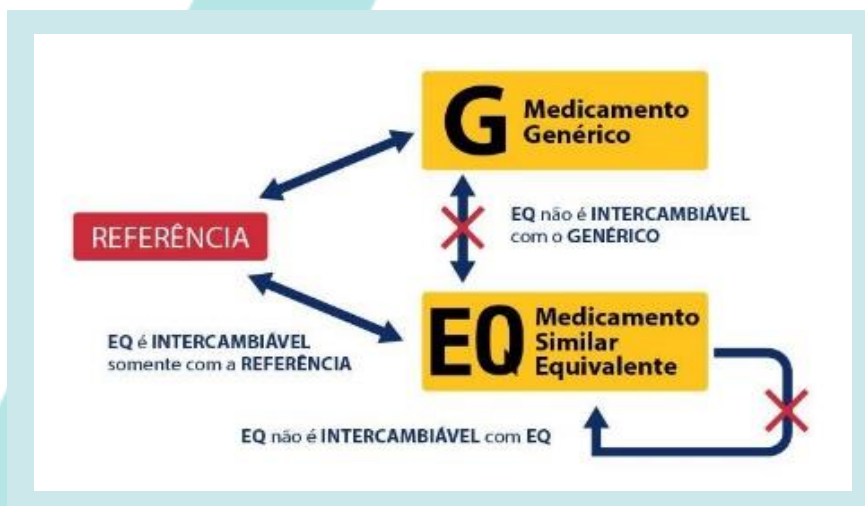 G Medicamento
Genérico
REFERÊNCIA
EQ não é INTERCAMBIÁVEL
com o GENÉRICO
EQ é INTERCAMBIÁVEL
somente com a REFERÊNCIA
EQ Medicamento
Similar
Equivalente
EQ não é INTERCAMBIÁVEL com EQ